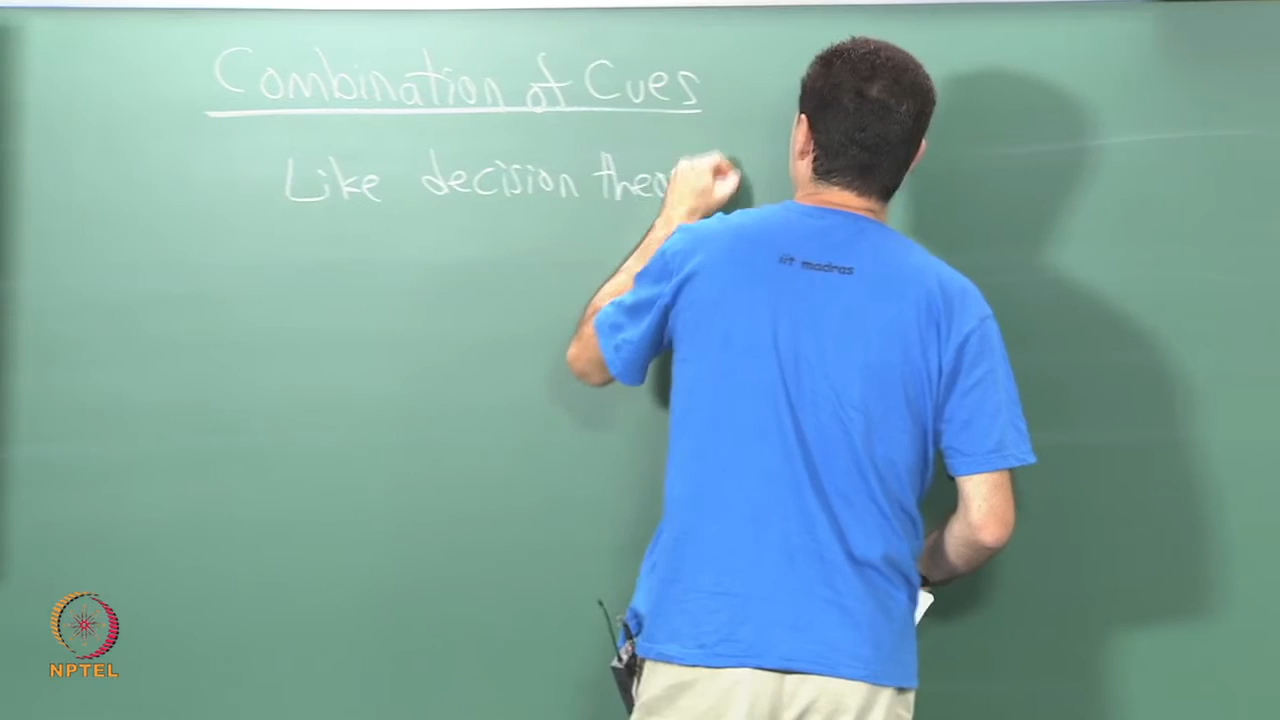 Combination of Cues
Like decision theo
iit madras
NPTEL